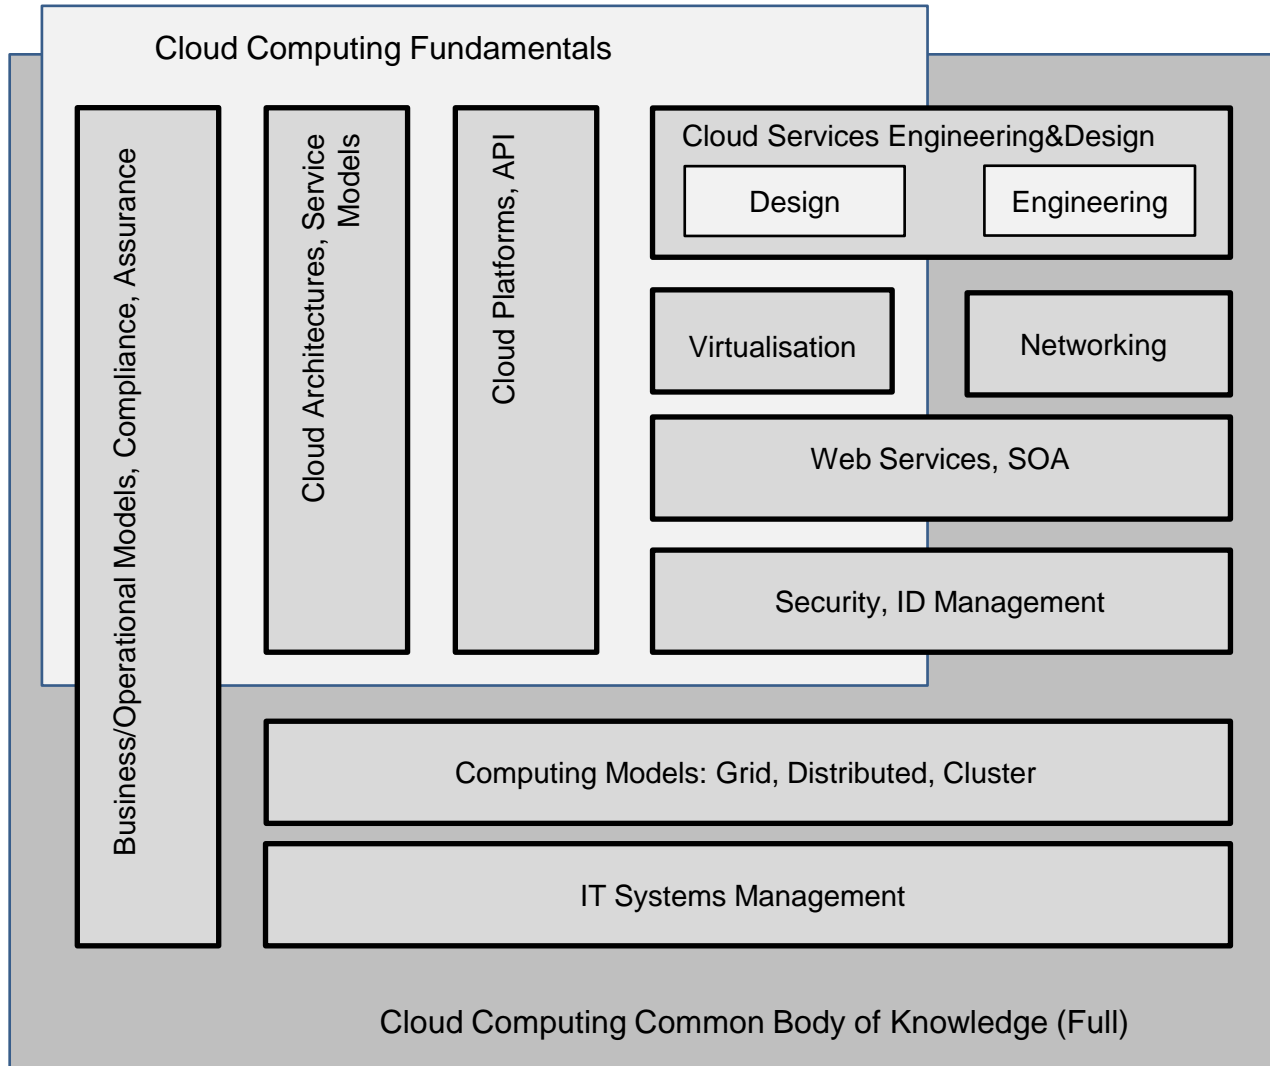 Cloud Computing Fundamentals
Business/Operational Models, Compliance, Assurance
Cloud Architectures, Service
Models
Cloud Platforms, API
Cloud Services Engineering&Design
Design
Engineering
Virtualisation
Networking
Web Services, SOA
Security, ID Management
Computing Models: Grid, Distributed, Cluster
IT Systems Management
Cloud Computing Common Body of Knowledge (Full)